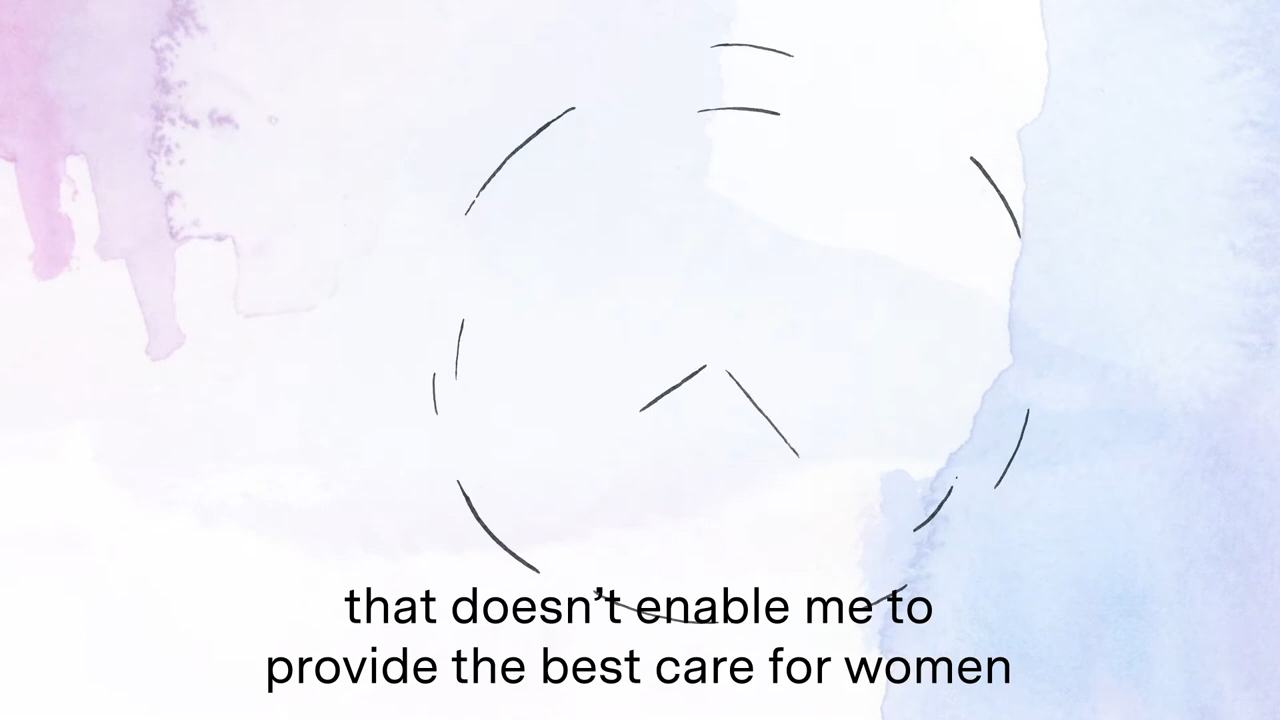 that doesn’t enable me to
provide the best care for women